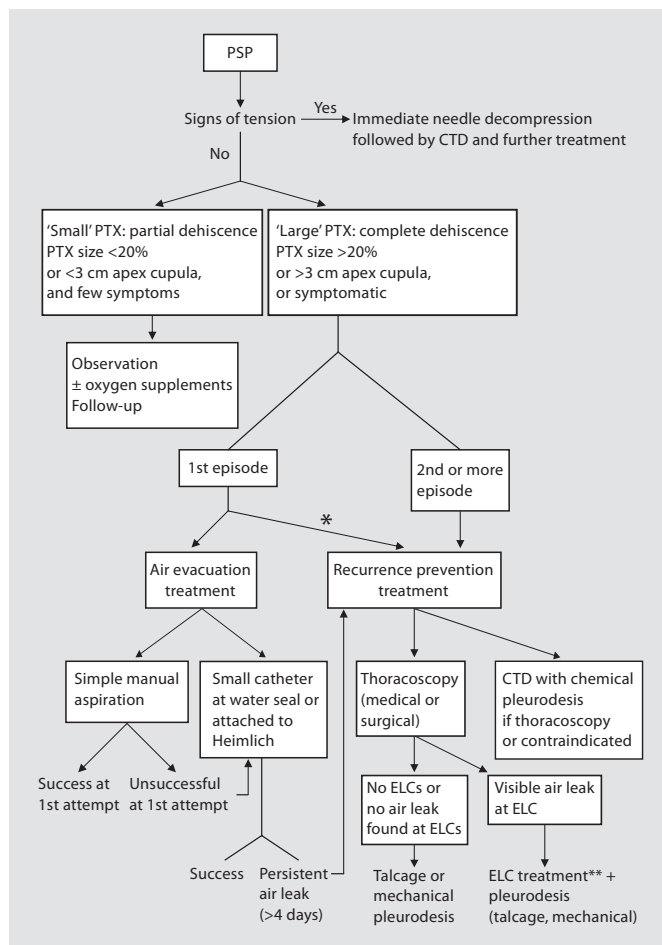 PSP
Signs of tension
Yes
Immediate needle decompression
followed by CTD and further treatment
No
‘Small’ PTX: partial dehiscence
PTX size <20%
or <3 cm apex cupula,
and few symptoms
‘Large’ PTX: complete dehiscence
PTX size >20%
or >3 cm apex cupula,
or symptomatic
Observation
± oxygen supplements
Follow-up
1st episode
2nd or more
episode
*
Air evacuation
treatment
Recurrence prevention
treatment
Simple manual
aspiration
Small catheter
at water seal or
attached to
Heimlich
Thoracoscopy
(medical or
surgical)
CTD with chemical
pleurodesis
if thoracoscopy
or contraindicated
Success at
1st attempt
Unsuccessful
at 1st attempt
No ELCs or
no air leak
found at ELCs
Visible air leak
at ELC
Success
Persistent
air leak
(>4 days)
Talcage or
mechanical
pleurodesis
ELC treatment** +
pleurodesis
(talcage, mechanical)